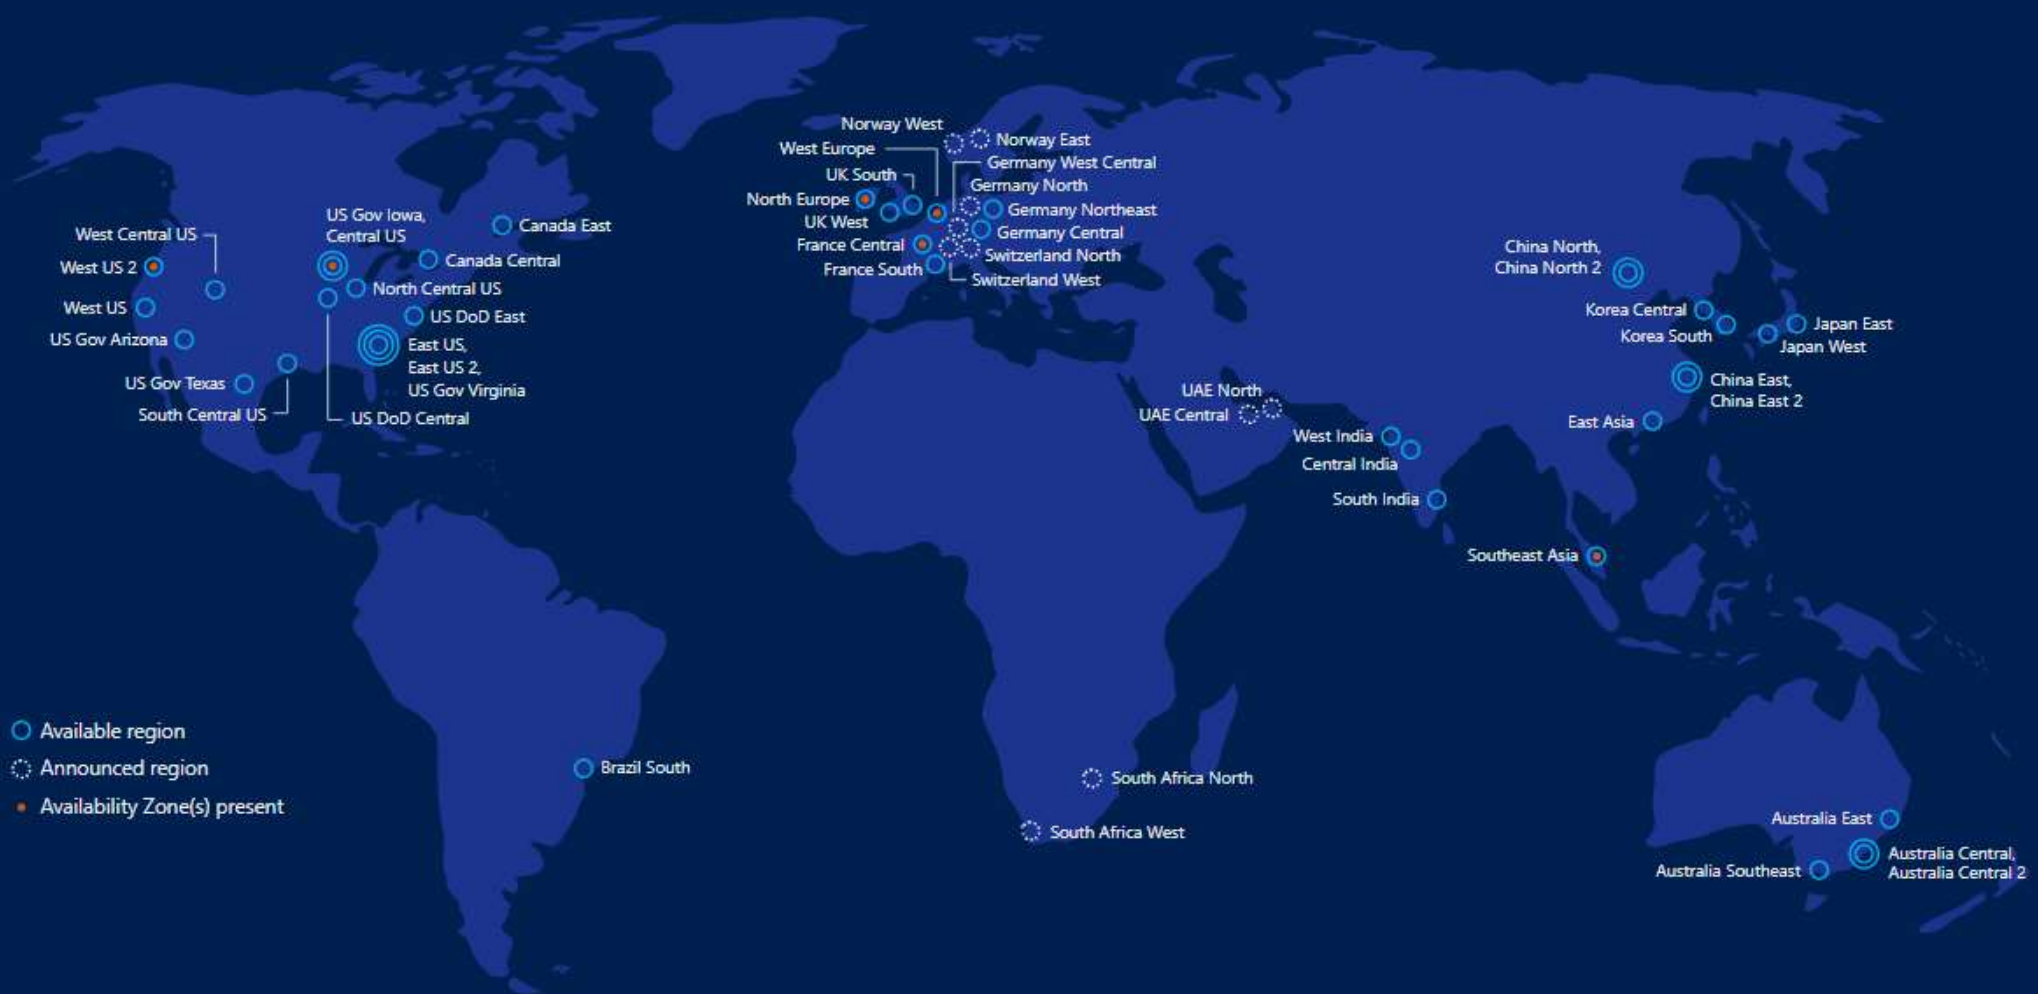 Norway West
Norway East
West Europe
Germany West Central
UK South
Germany North
North Europe
Germany Northeast
UK West
Germany Central
France Central
Switzerland North
France South
Switzerland West
US Gov Iowa,
Central US
Canada East
West Central US
Canada Central
West US 2
North Central US
West US
US DoD East
US Gov Arizona
East US,
East US 2,
US Gov Virginia
US Gov Texas
South Central US
US DoD Central
China North,
China North 2
Korea Central
Korea South
Japan East
Japan West
China East,
China East 2
East Asia
UAE North
UAE Central
West India
Central India
South India
Southeast Asia
Available region
Announced region
Availability Zone(s) present
Brazil South
South Africa North
South Africa West
Australia East
Australia Central,
Australia Central 2
Australia Southeast